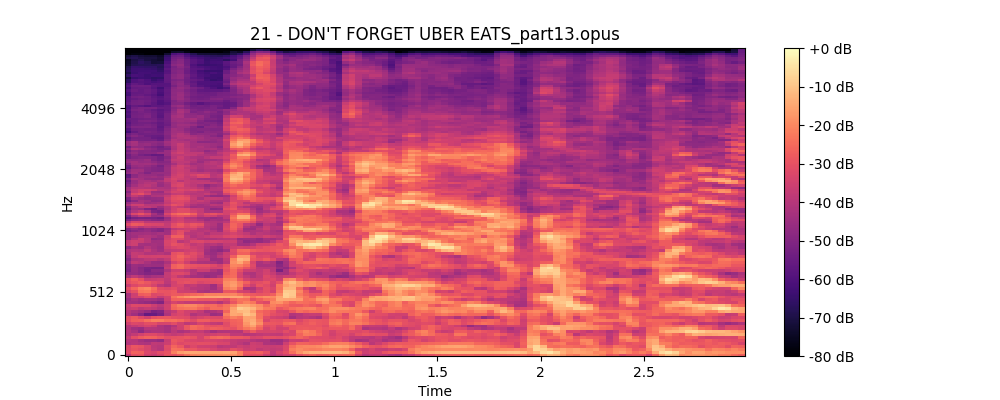 21 - DON'T FORGET UBER EATS_part13.opus
Hz
4096
2048
1024
512
0
0
0.5
1
1.5
2
2.5
Time
+0 dB
-10 dB
-20 dB
-30 dB
-40 dB
-50 dB
-60 dB
-70 dB
-80 dB